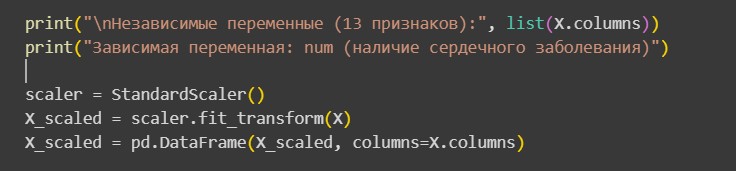 print("\nНезависимые переменные (13 признаков):", list(X.columns))
print("Зависимая переменная: num (наличие сердечного заболевания)")
scaler = StandardScaler()
X_scaled = scaler.fit_transform(X)
X_scaled = pd.DataFrame(X_scaled, columns=X.columns)